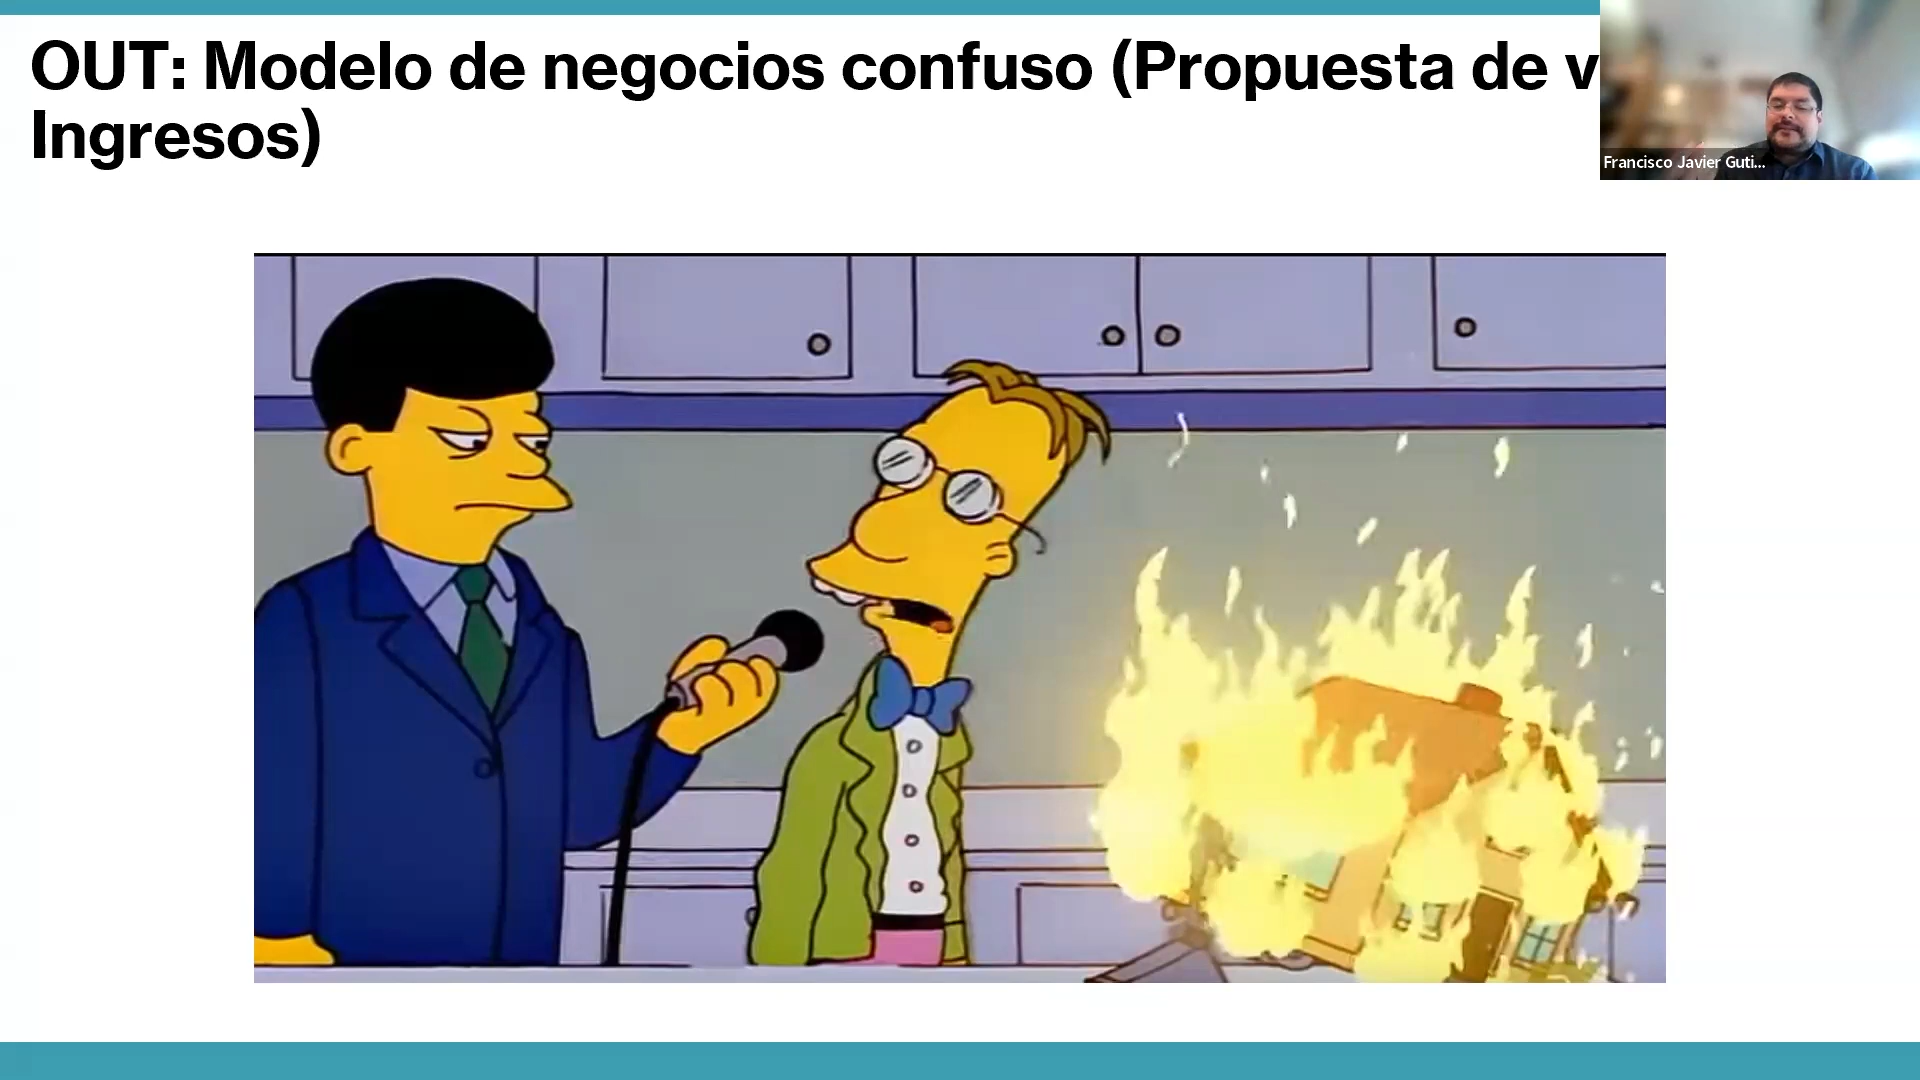 OUT: Modelo de negocios confuso (Propuesta de v
Ingresos)
Francisco Javier Guti...